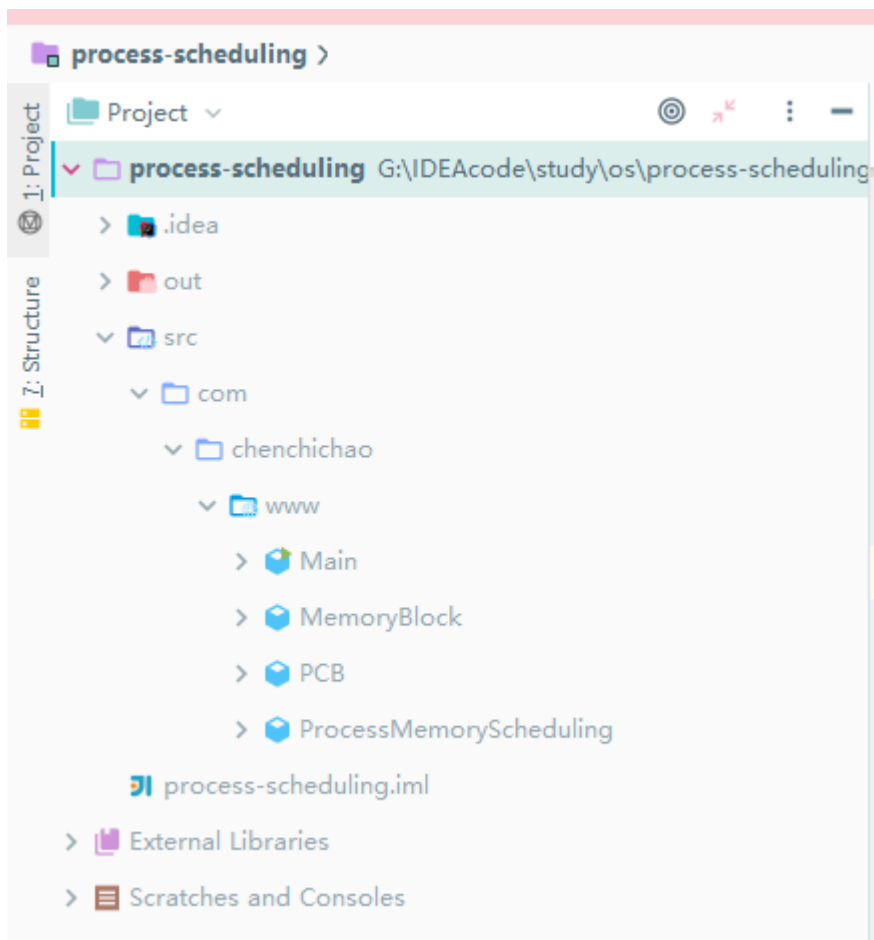 process-scheduling
1: Project
Project
process-scheduling G:\IDEAcode\study\os\process-scheduling
.idea
out
7: Structure
src
com
chenchichao
www
Main
MemoryBlock
PCB
ProcessMemoryScheduling
process-scheduling.iml
External Libraries
Scratches and Consoles